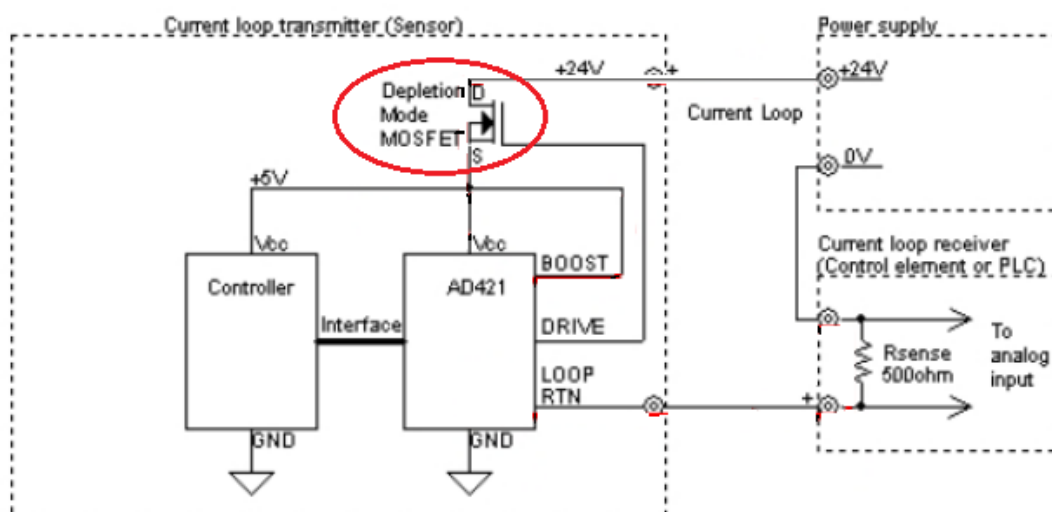 Current loop transmitter (Sensor)
Power supply
+24V
+
+24V
Depletion
Mode
MOSFET
D
S
Current Loop
0V
+5V
Vcc
Vcc
Controller
Interface
AD421
BOOST
DRIVE
LOOP
RTN
GND
GND
Current loop receiver
(Control element or PLC)
Rsense
500ohm
To
analog
input
+